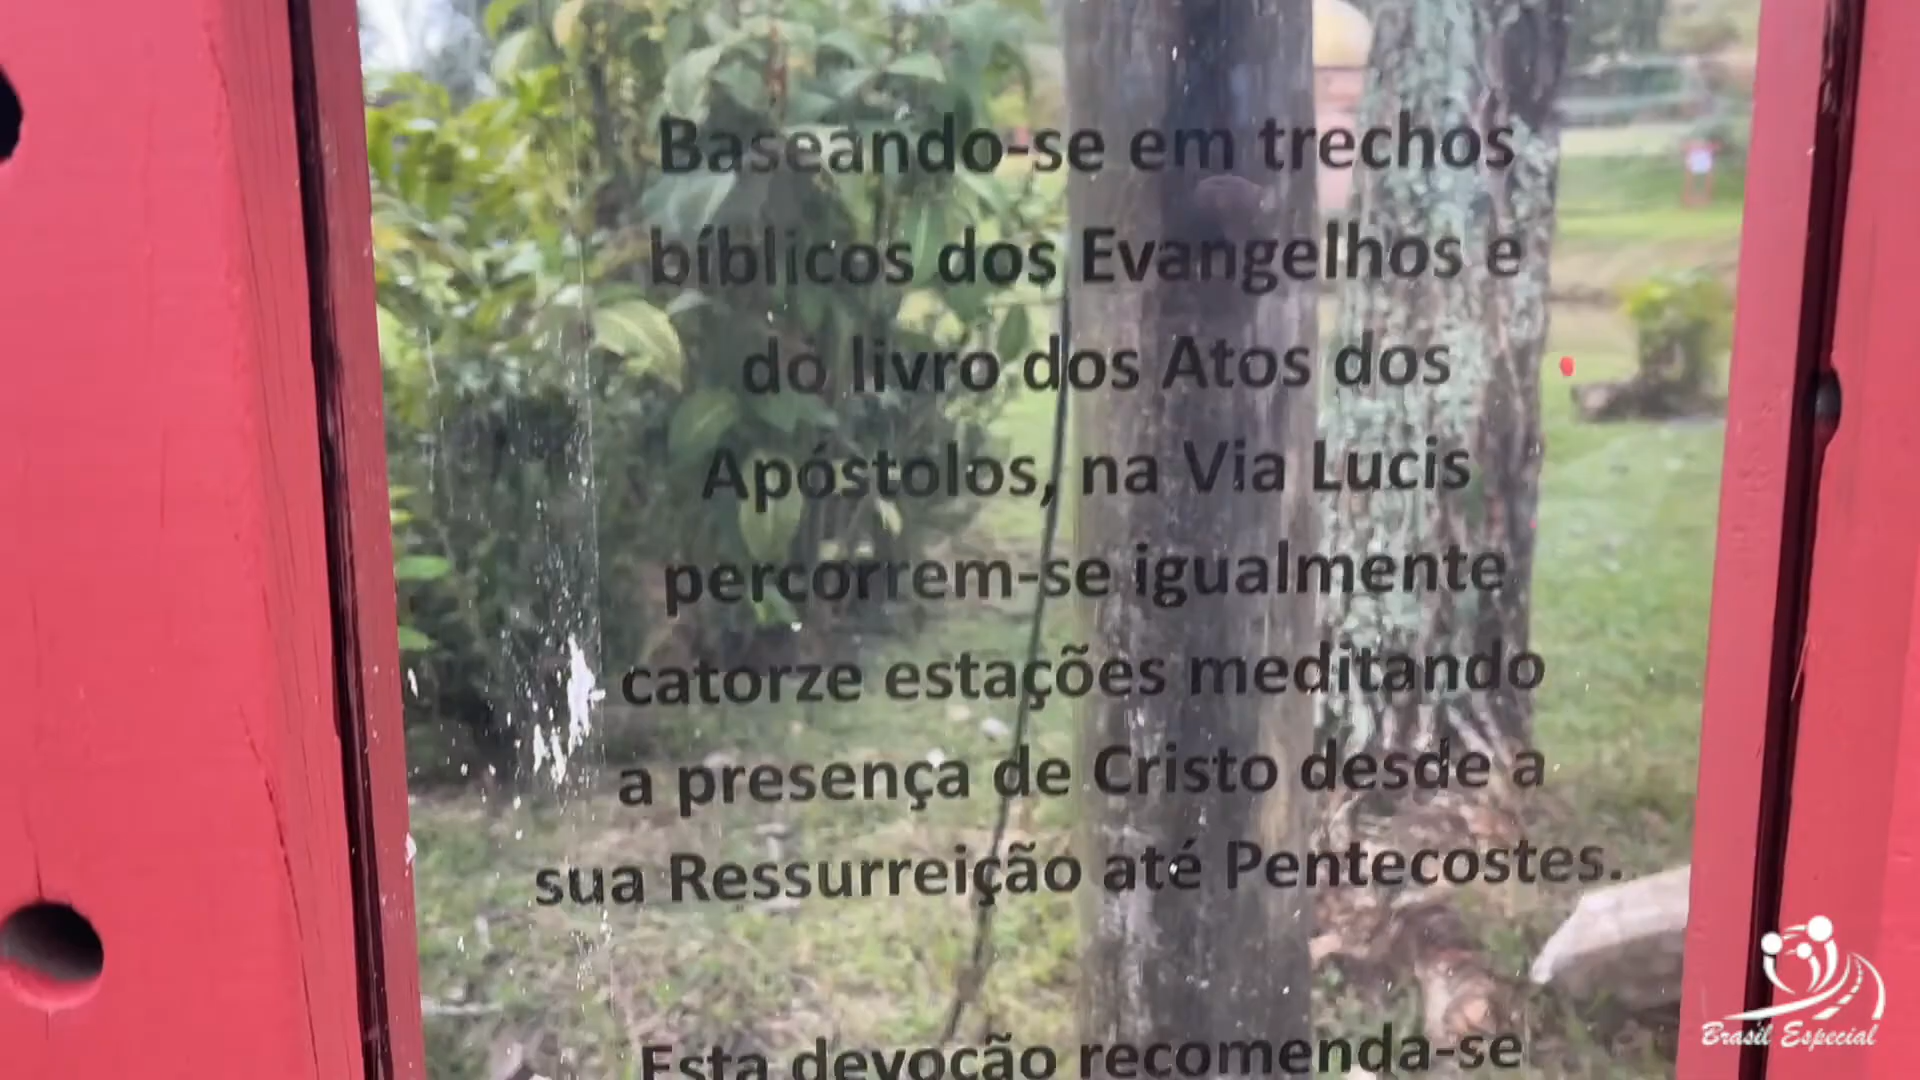 Baseando-se em trechos
bíblicos dos Evangelhos e
do livro dos Atos dos
Apóstolos, na Via Lucis
percorrem-se igualmente
catorze estações meditando
a presença de Cristo desde a
sua Ressurreição até Pentecostes.
Esta devoção recomenda-se
Brasil Especial